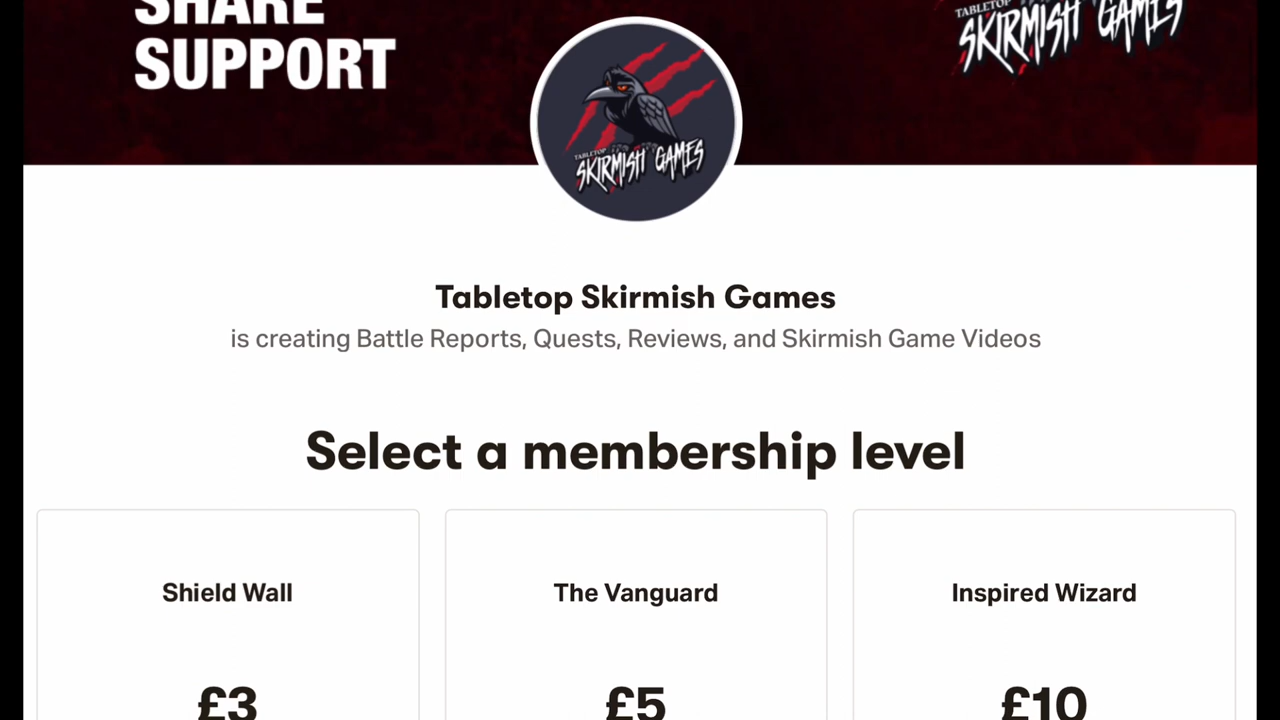 SHARE
SUPPORT
TABLETOP
SKIRMISH GAMES
TABLETOP
SKIRMISH GAMES
Tabletop Skirmish Games
is creating Battle Reports, Quests, Reviews, and Skirmish Game Videos
Select a membership level
Shield Wall
The Vanguard
Inspired Wizard
£3
£5
£10